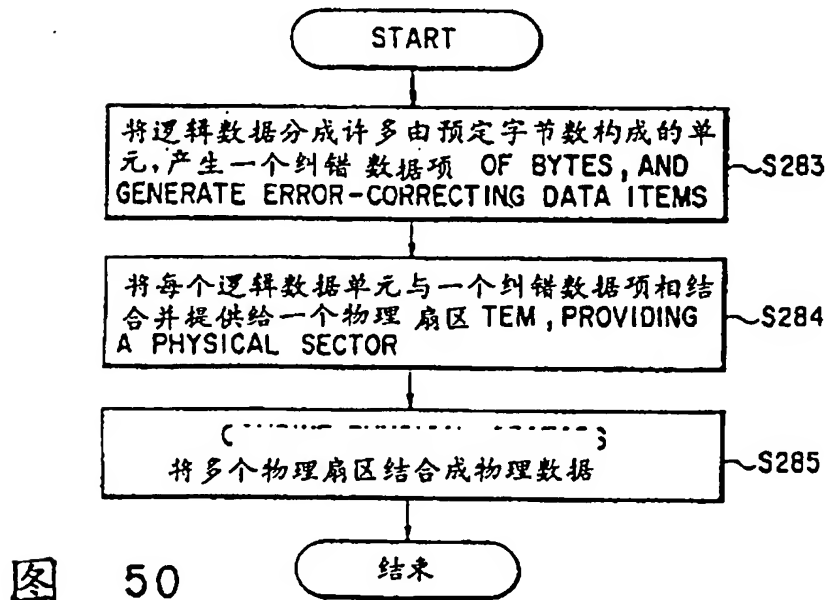 START
将逻辑数据分成许多由预定字节数构成的单
元,产生一个纠错数据项 OF BYTES, AND
GENERATE ERROR-CORRECTING DATA ITEMS
S283
将每个逻辑数据单元与一个纠错数据项相结
合并提供给一个物理扇区 TEM, PROVIDING
A PHYSICAL SECTOR
S284
将多个物理扇区结合成物理数据
S285
结束
图 50